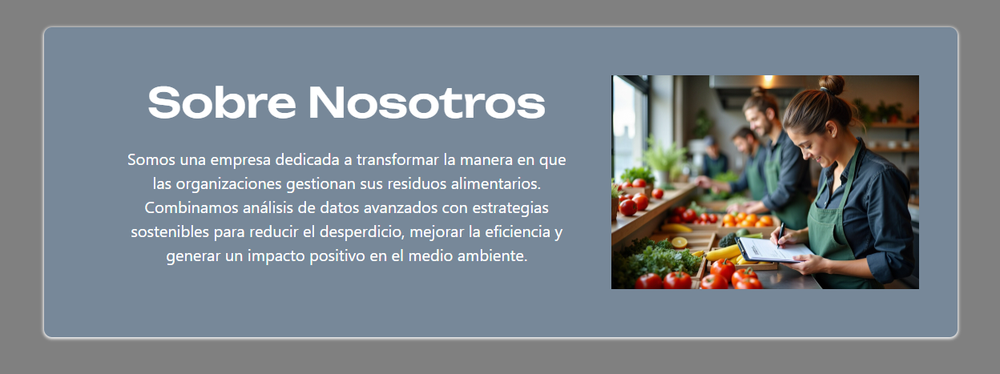 Sobre Nosotros
Somos una empresa dedicada a transformar la manera en que
las organizaciones gestionan sus residuos alimentarios.
Combinamos análisis de datos avanzados con estrategias
sostenibles para reducir el desperdicio, mejorar la eficiencia y
generar un impacto positivo en el medio ambiente.